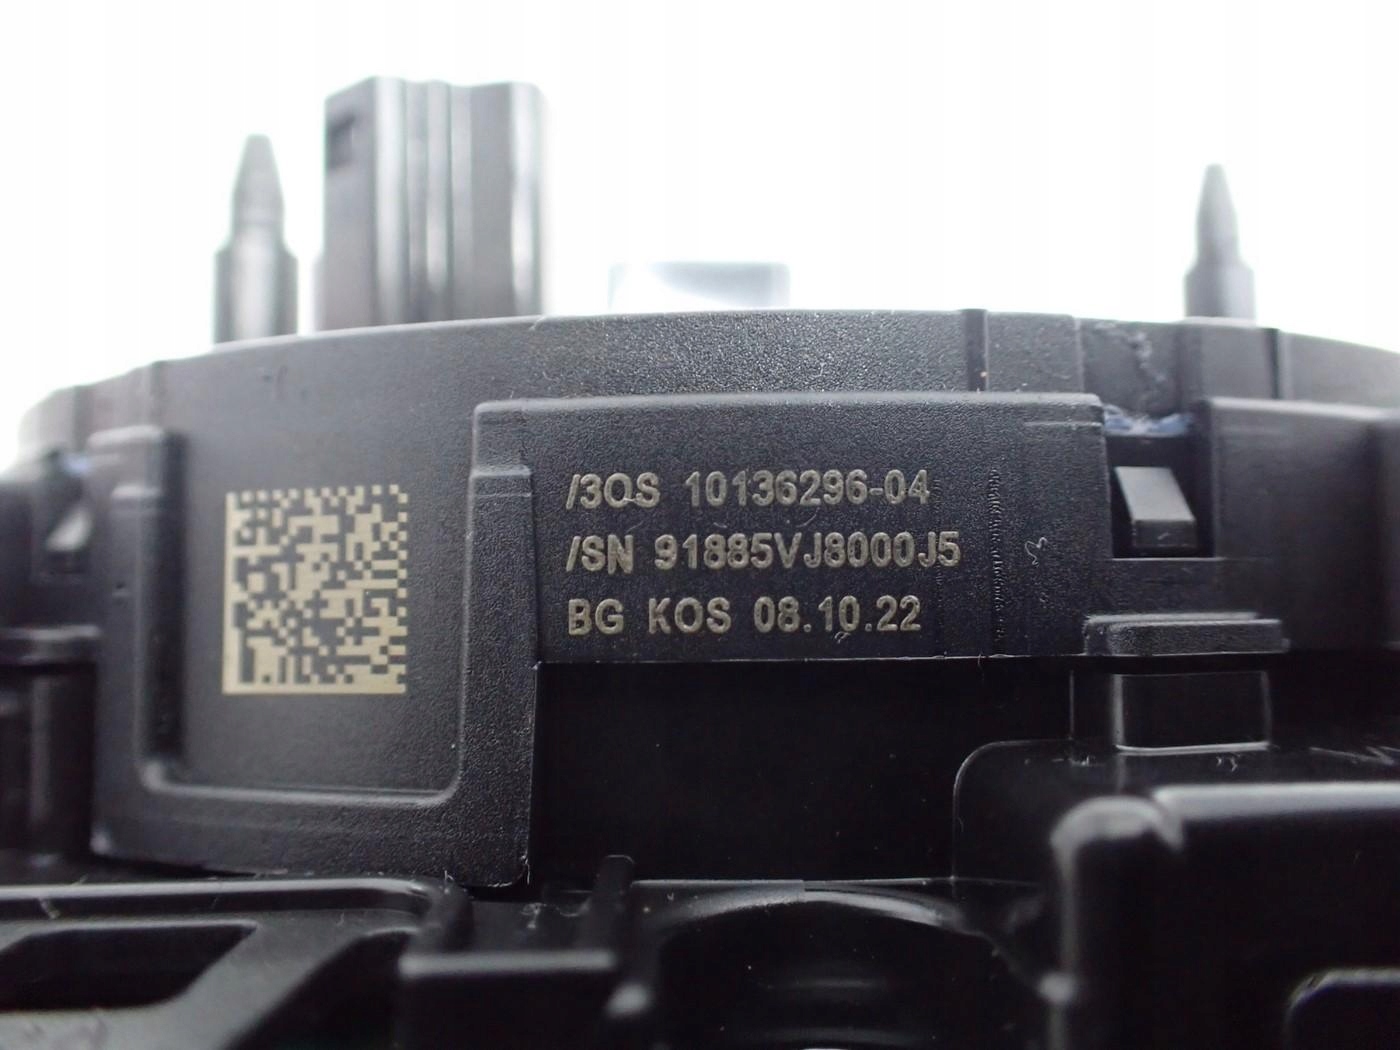 /3OS 10136296-04
/SN 91885VJ8000J5
BG KOS 08.10.22